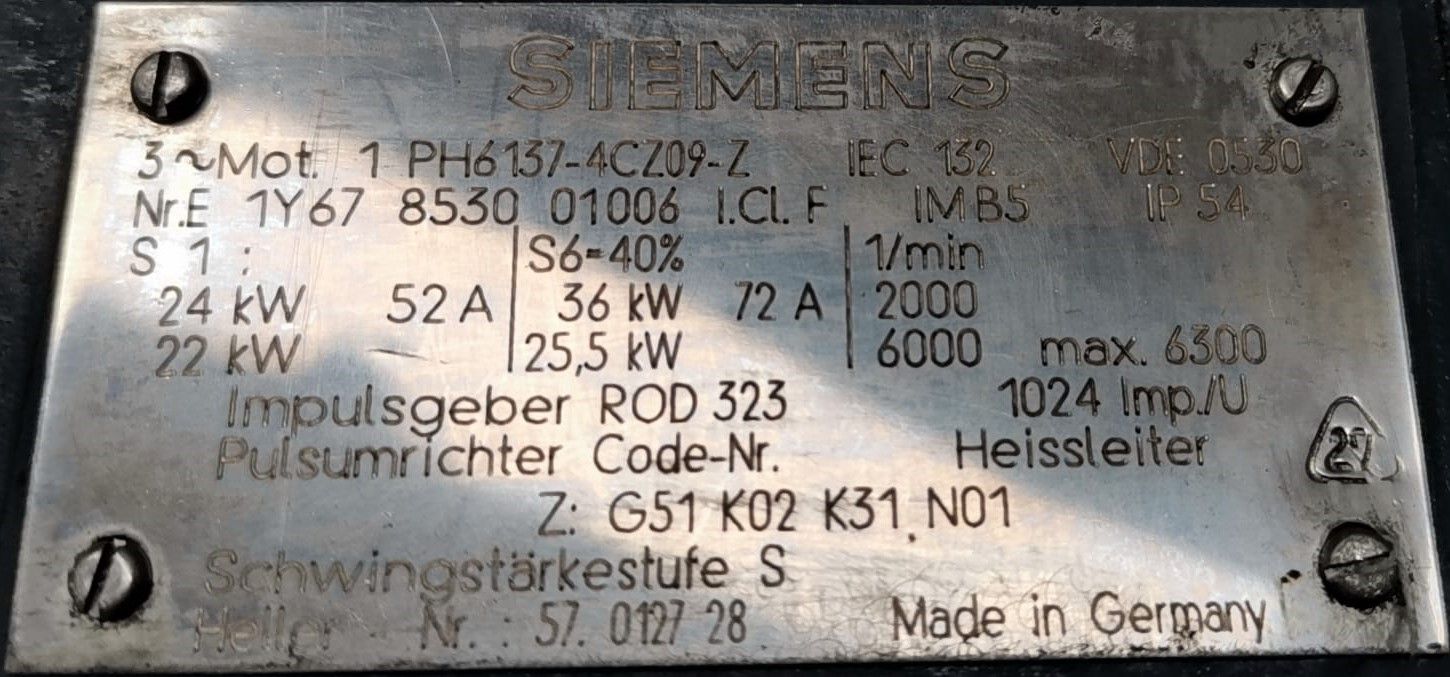 SIEMENS
3~Mot. 1 PH6137-4CZ09-Z IEC 132 VDE 0530
Nr.E 1Y67 8530 01006 I.Cl. F IM B5 IP 54
S 1 : S6=40% 1/min
24 kW 52 A 36 kW 72 A 2000
22 kW 25,5 kW 6000 max. 6300
Impulsgeber ROD 323 1024 Imp./U
Pulsumrichter Code-Nr. Heissleiter
27
Z: G51 K02 K31 N01
Schwingstärkestufe S
Heller - Nr. : 57. 0127 28 Made in Germany